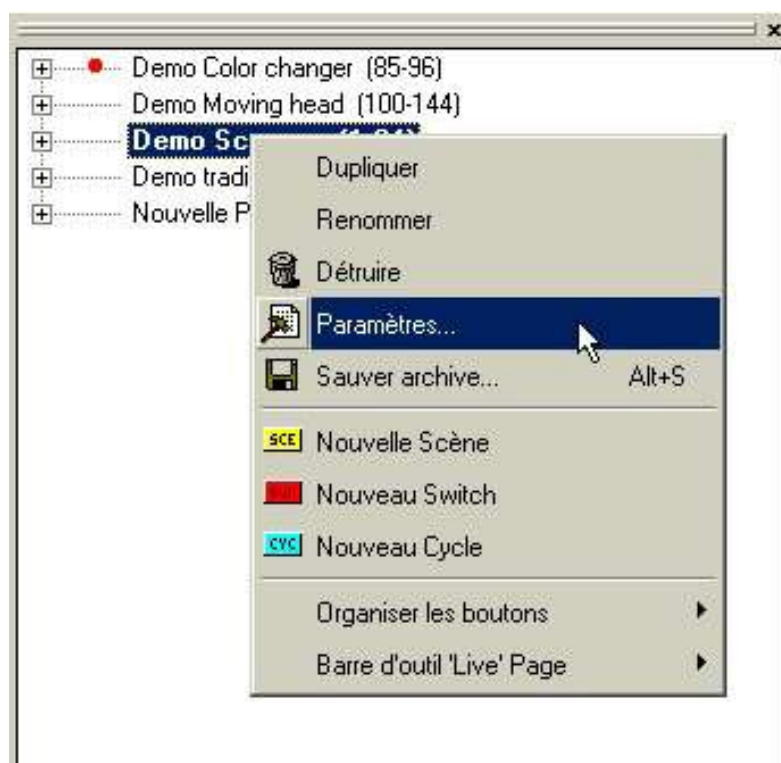 Demo Color changer (85-96)
Demo Moving head (100-144)
Demo Sc
Demo tradi
Nouvelle P
Dupliquer
Renommer
Détruire
Paramètres...
Sauver archive... Alt+S
SCE Nouvelle Scène
Nouveau Switch
CYC Nouveau Cycle
Organiser les boutons
Barre d'outil 'Live' Page